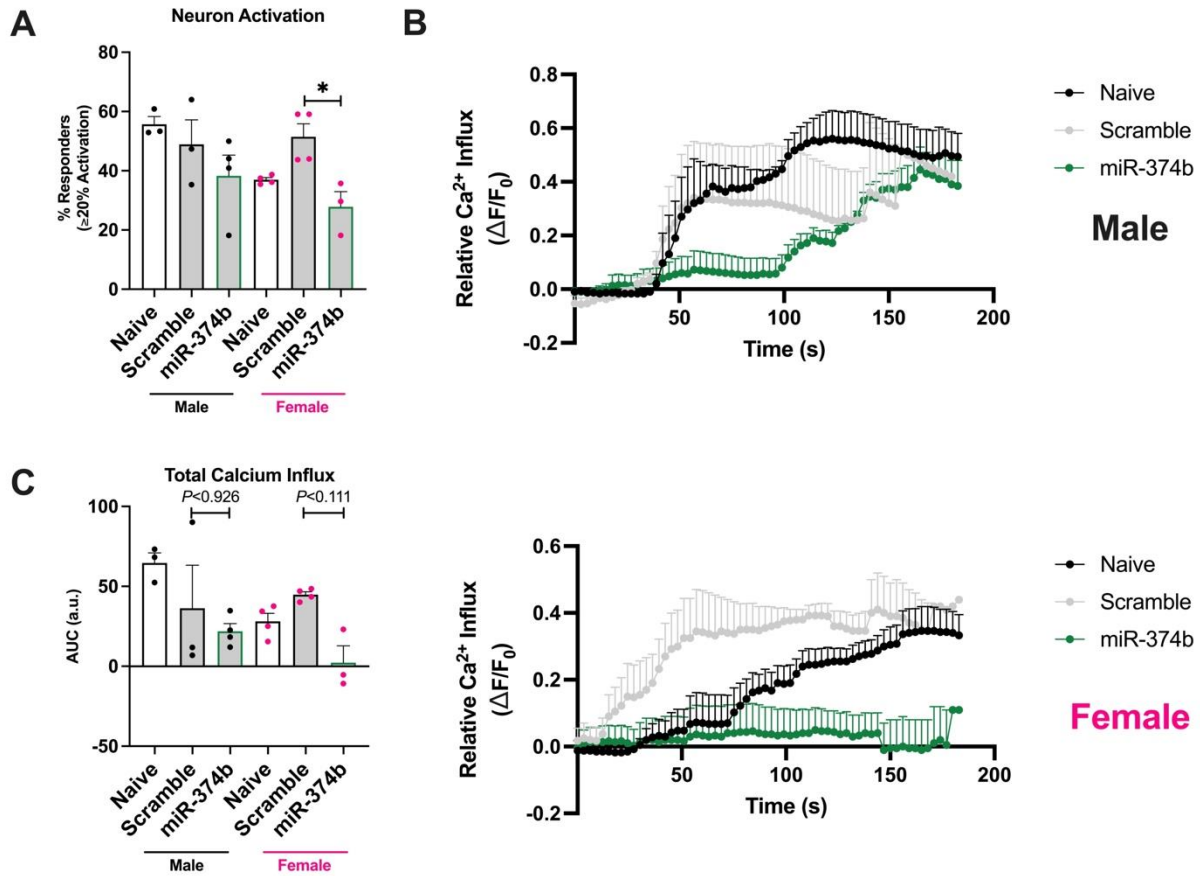 A
Neuron Activation
% Responders
(≥20% Activation)
80
60
40
20
0
*
Naive
Scramble
miR-374b
Naive
Scramble
miR-374b
Male
Female
B
Relative Ca²⁺ Influx
(△F/F₀)
0.8
0.6
0.4
0.2
0.0
-0.2
50
100
150
200
Time (s)
Naive
Scramble
miR-374b
Male
C
Total Calcium Influx
P<0.926
P<0.111
AUC (a.u.)
100
50
0
-50
Naive
Scramble
miR-374b
Naive
Scramble
miR-374b
Male
Female
Relative Ca²⁺ Influx
(△F/F₀)
0.6
0.4
0.2
0.0
-0.2
50
100
150
200
Time (s)
Naive
Scramble
miR-374b
Female